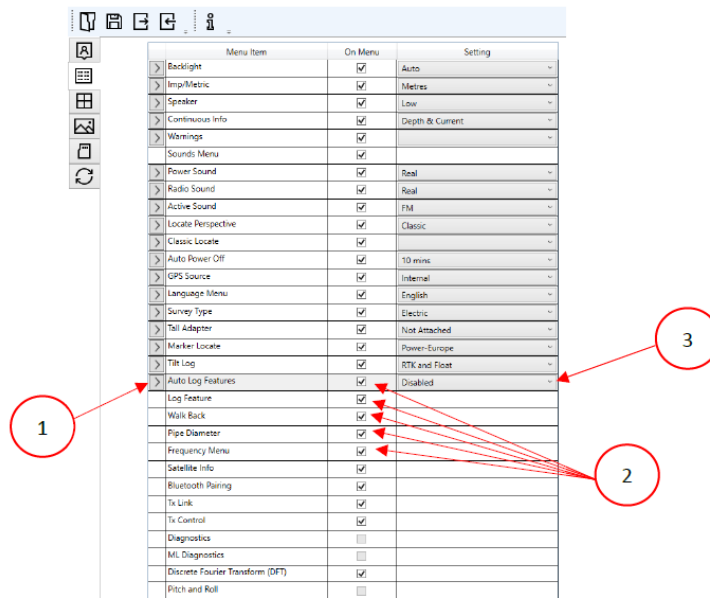 Menu Item On Menu Setting
Backlight Auto
Imp/Metric Metres
Speaker Low
Continuous Info Depth & Current
Warnings
Sounds Menu
Power Sound Real
Radio Sound Real
Active Sound FM
Locate Perspective Classic
Classic Locate
Auto Power Off 10 mins
GPS Source Internal
Language Menu English
Survey Type Electric
Tall Adapter Not Attached
Marker Locate Power-Europe
Tilt Log RTK and Float
Auto Log Features Disabled
Log Feature
Walk Back
Pipe Diameter
Frequency Menu
Satellite Info
Bluetooth Pairing
Tx Link
Tx Control
Diagnostics
ML Diagnostics
Discrete Fourier Transform (DFT)
Pitch and Roll
1
2
3